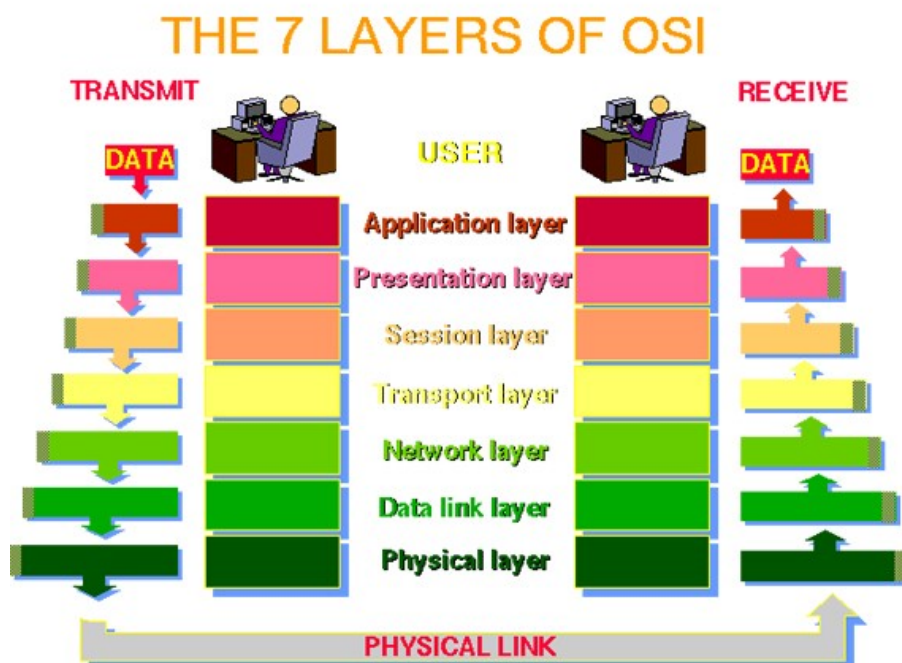 THE 7 LAYERS OF OSI
TRANSMIT
RECEIVE
DATA
USER
DATA
Application layer
Presentation layer
Session layer
Transport layer
Network layer
Data link layer
Physical layer
PHYSICAL LINK